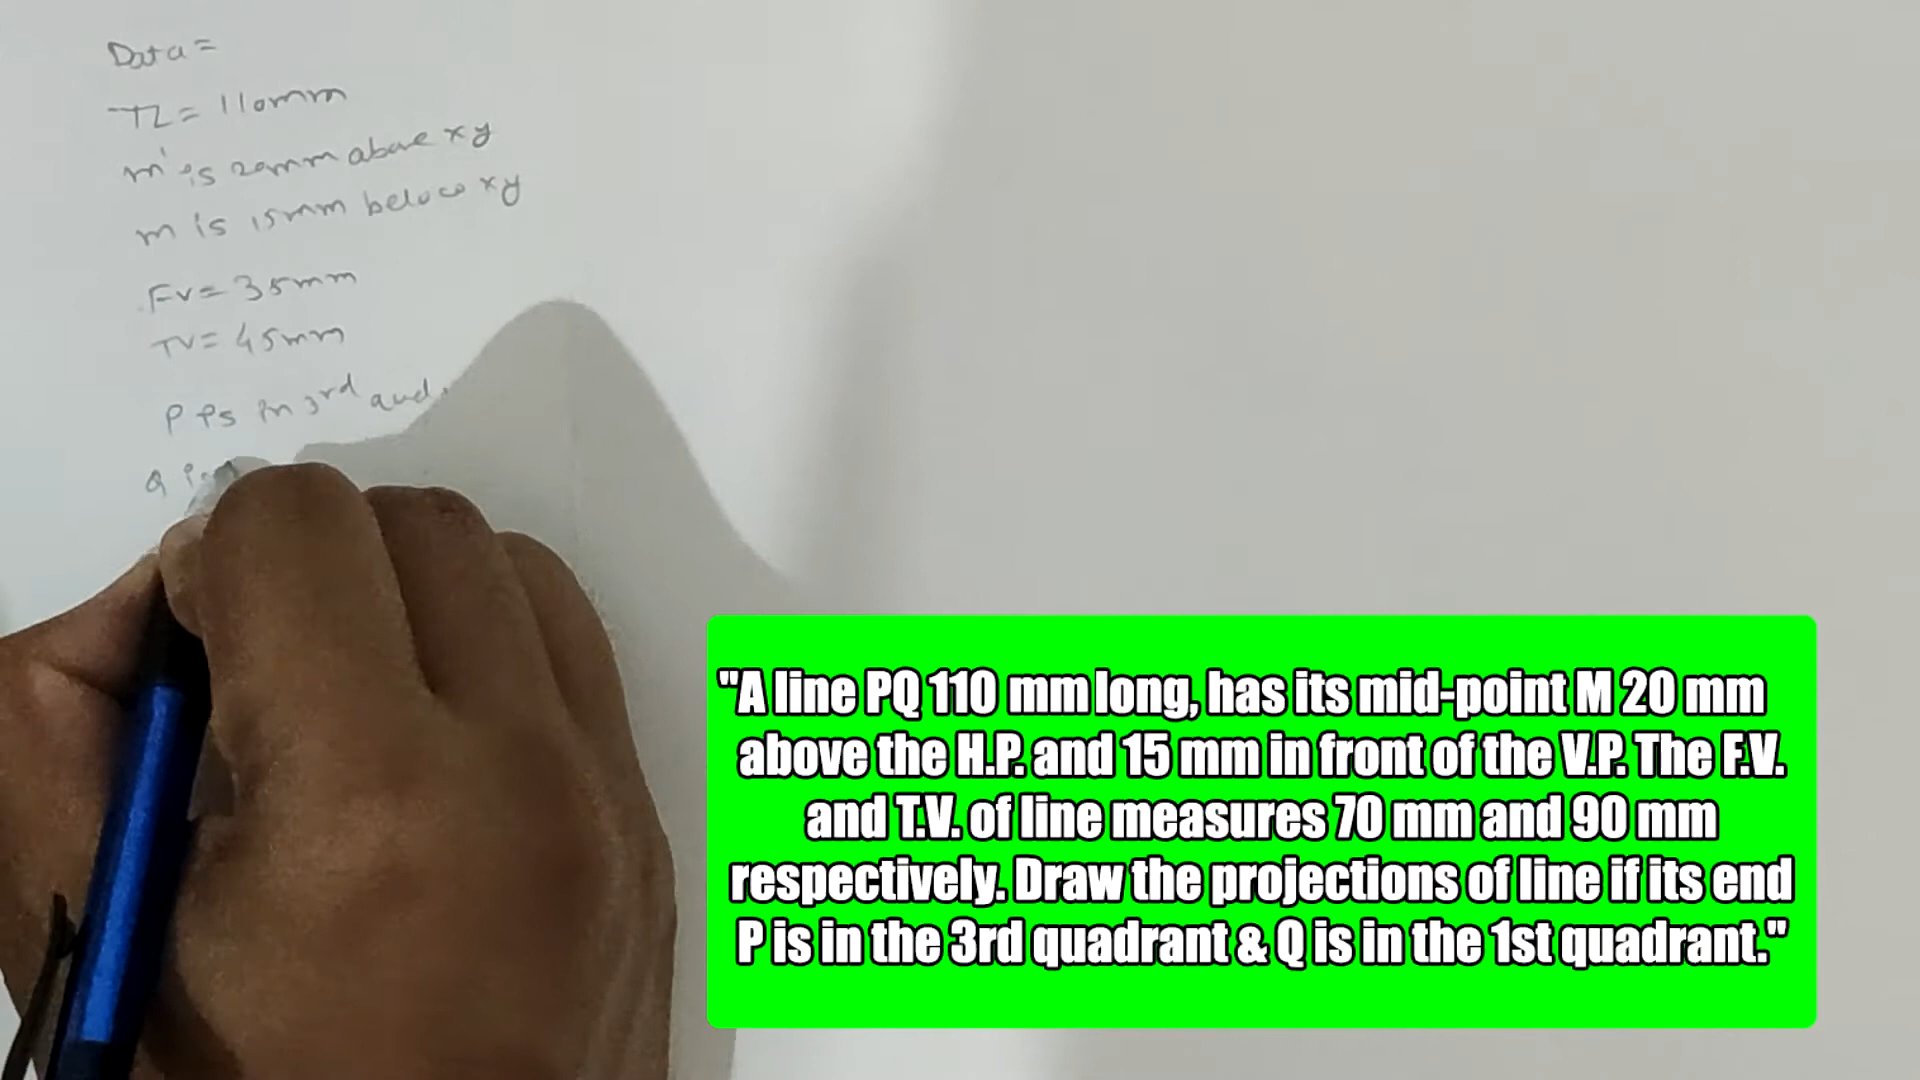 Data =
TL = 110mm
m' is 20mm above xy
m is 15mm below xy
FV = 35mm
TV = 45mm
P is in 3rd qud.
Q
"A line PQ 110 mm long, has its mid-point M 20 mm
above the H.P. and 15 mm in front of the V.P. The F.V.
and T.V. of line measures 70 mm and 90 mm
respectively. Draw the projections of line if its end
P is in the 3rd quadrant & Q is in the 1st quadrant."